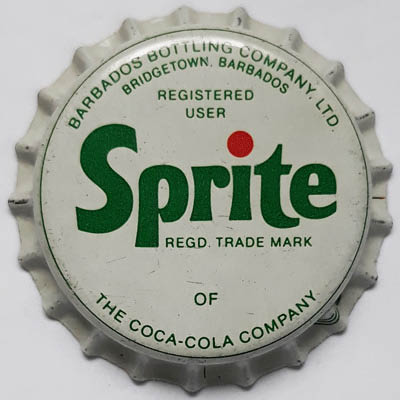 BARBADOS BOTTLING COMPANY, LTD.
BRIDGETOWN, BARBADOS
REGISTERED
USER
Sprite
REGD. TRADE MARK
OF
THE COCA-COLA COMPANY